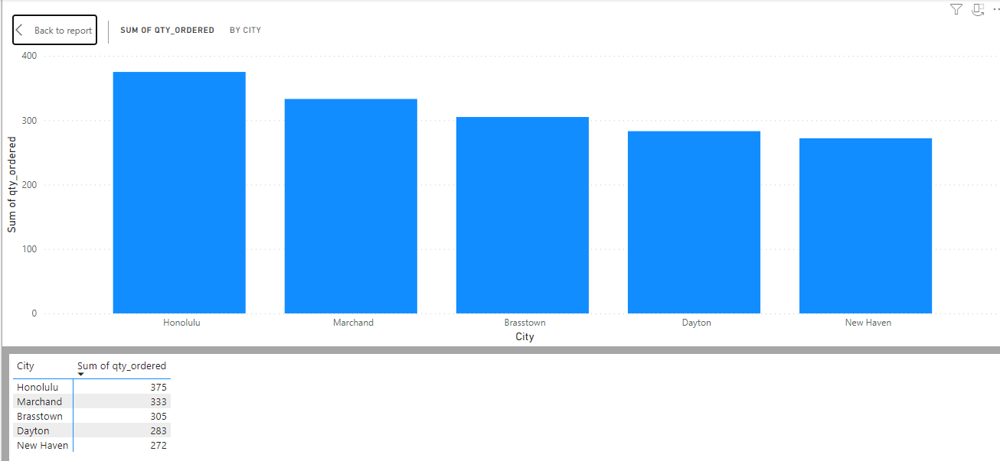 Back to report
SUM OF QTY_ORDERED BY CITY
400
300
200
100
0
Sum of qty_ordered
Honolulu Marchand Brasstown Dayton New Haven
City
City Sum of qty_ordered
Honolulu 375
Marchand 333
Brasstown 305
Dayton 283
New Haven 272